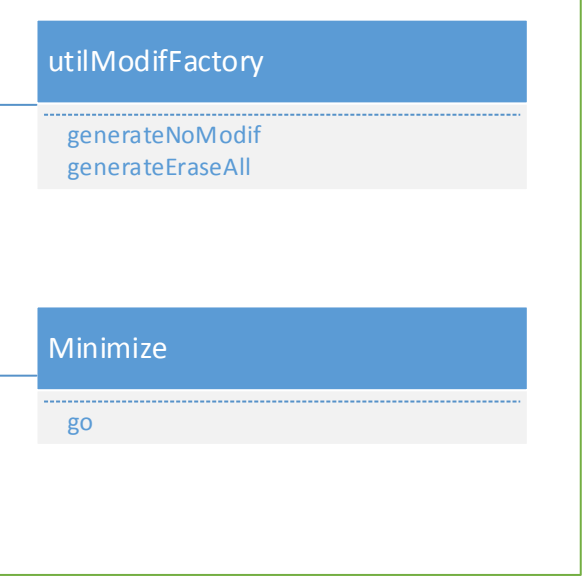 utilModifFactory
generateNoModif
generateEraseAll
Minimize
go